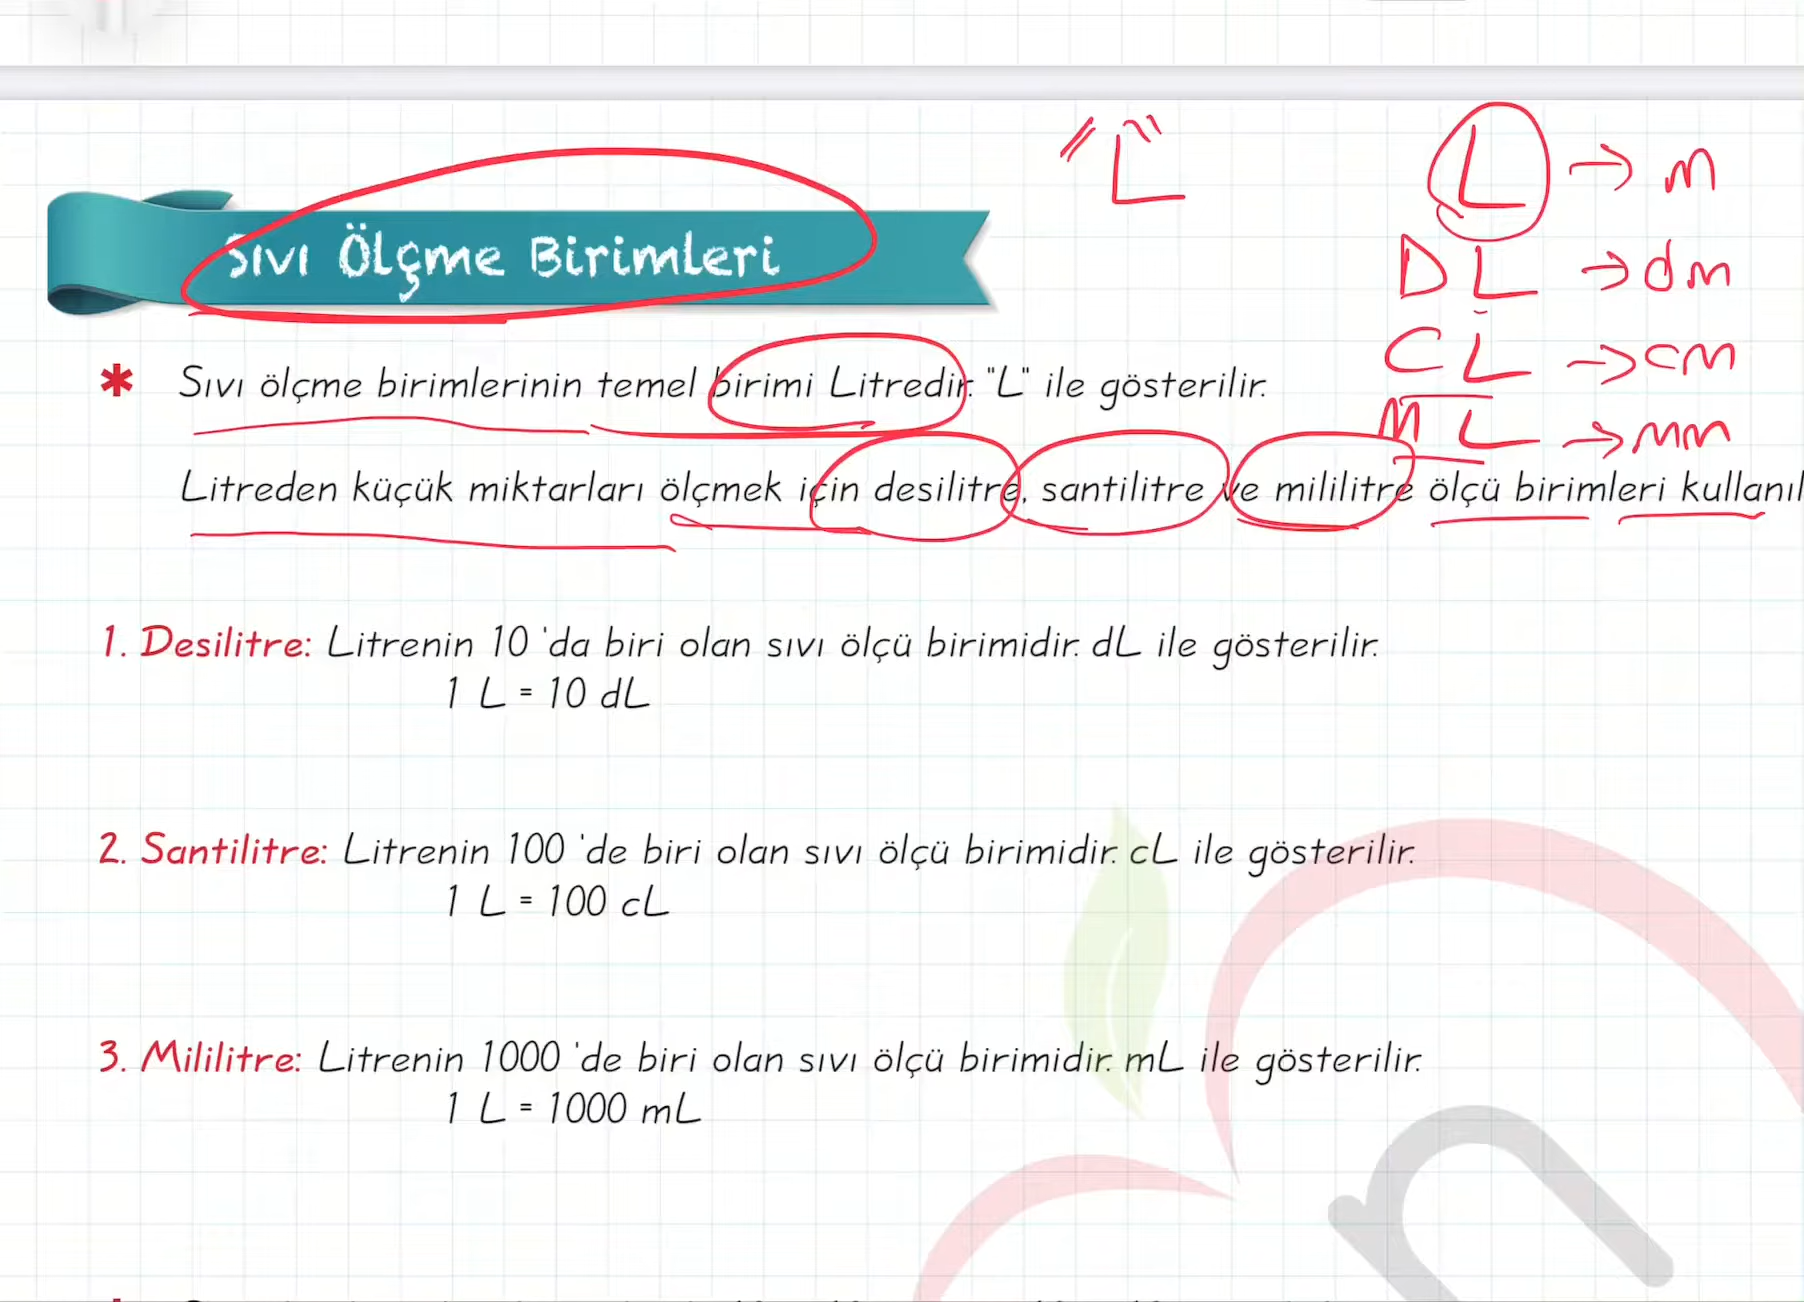 "L"
L → m
DL → dm
CL → cm
ML → mm
Sıvı Ölçme Birimleri
* Sıvı ölçme birimlerinin temel birimi Litredir. "L" ile gösterilir.
Litreden küçük miktarları ölçmek için desilitre, santilitre ve mililitre ölçü birimleri kullanıl
1. Desilitre: Litrenin 10 'da biri olan sıvı ölçü birimidir. dL ile gösterilir.
1 L = 10 dL
2. Santilitre: Litrenin 100 'de biri olan sıvı ölçü birimidir. cL ile gösterilir.
1 L = 100 cL
3. Mililitre: Litrenin 1000 'de biri olan sıvı ölçü birimidir. mL ile gösterilir.
1 L = 1000 mL